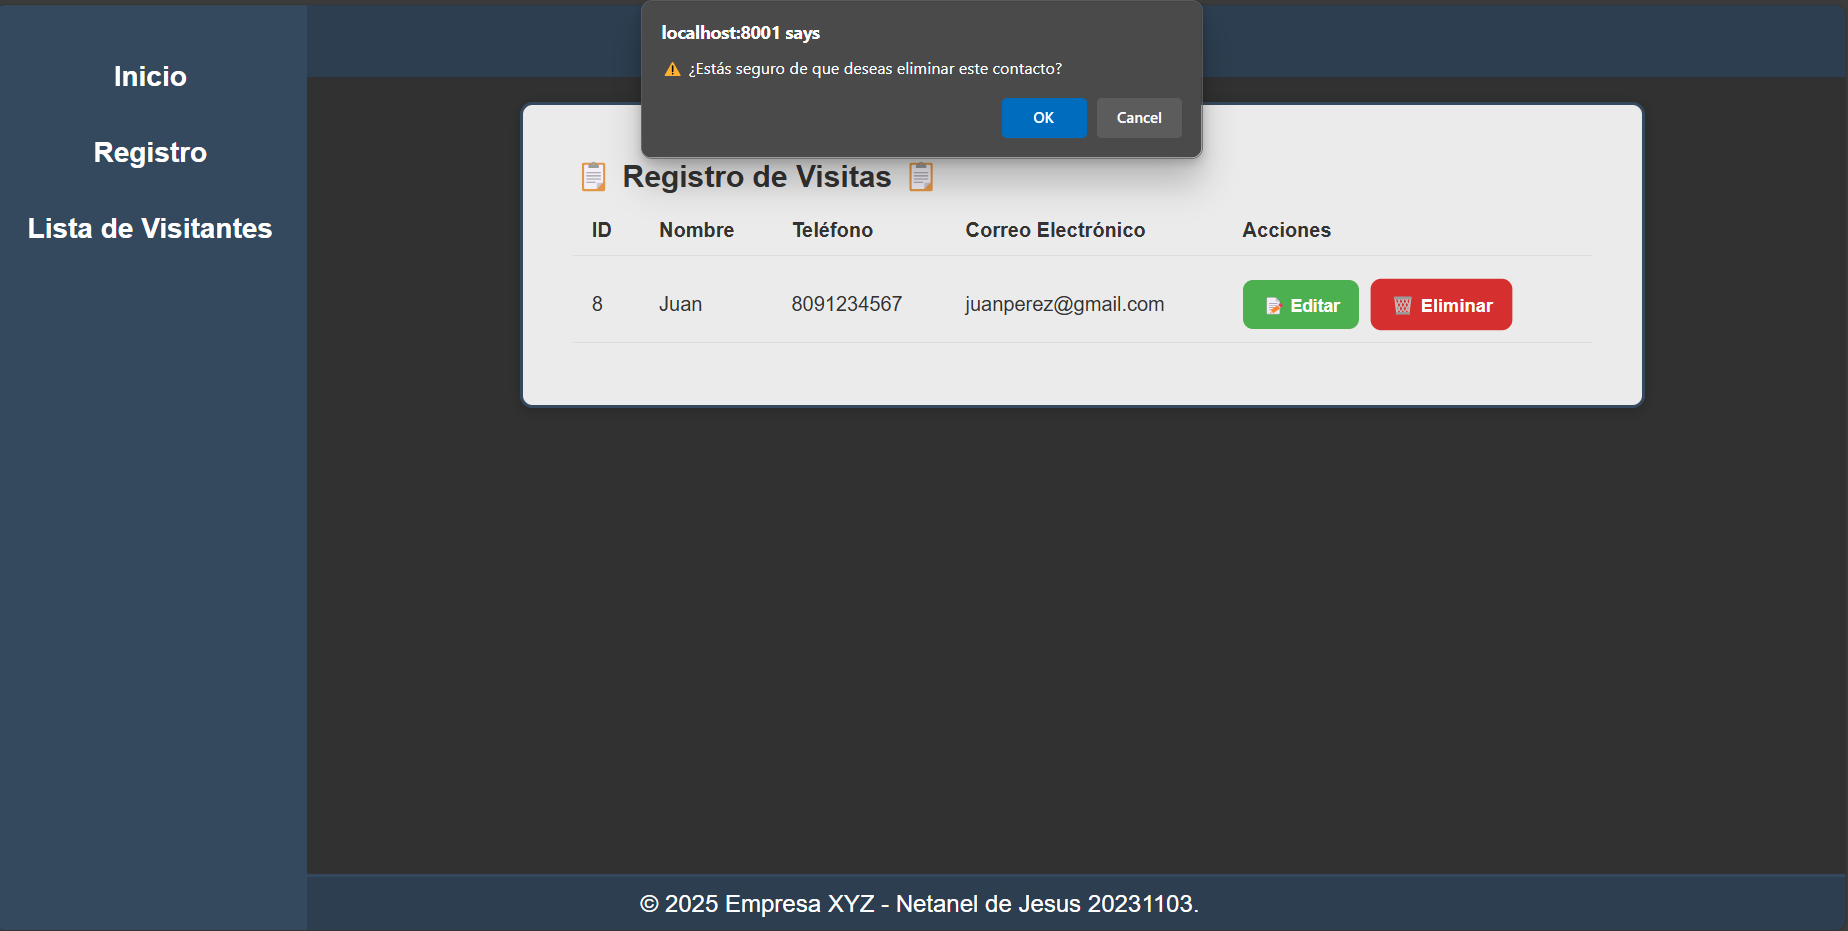 localhost:8001 says
⚠️ ¿Estás seguro de que deseas eliminar este contacto?
OK Cancel
Inicio
Registro
Lista de Visitantes
📋 Registro de Visitas 📋
ID Nombre Teléfono Correo Electrónico Acciones
8 Juan 8091234567 juanperez@gmail.com 📝 Editar 🗑️ Eliminar
© 2025 Empresa XYZ - Netanel de Jesus 20231103.